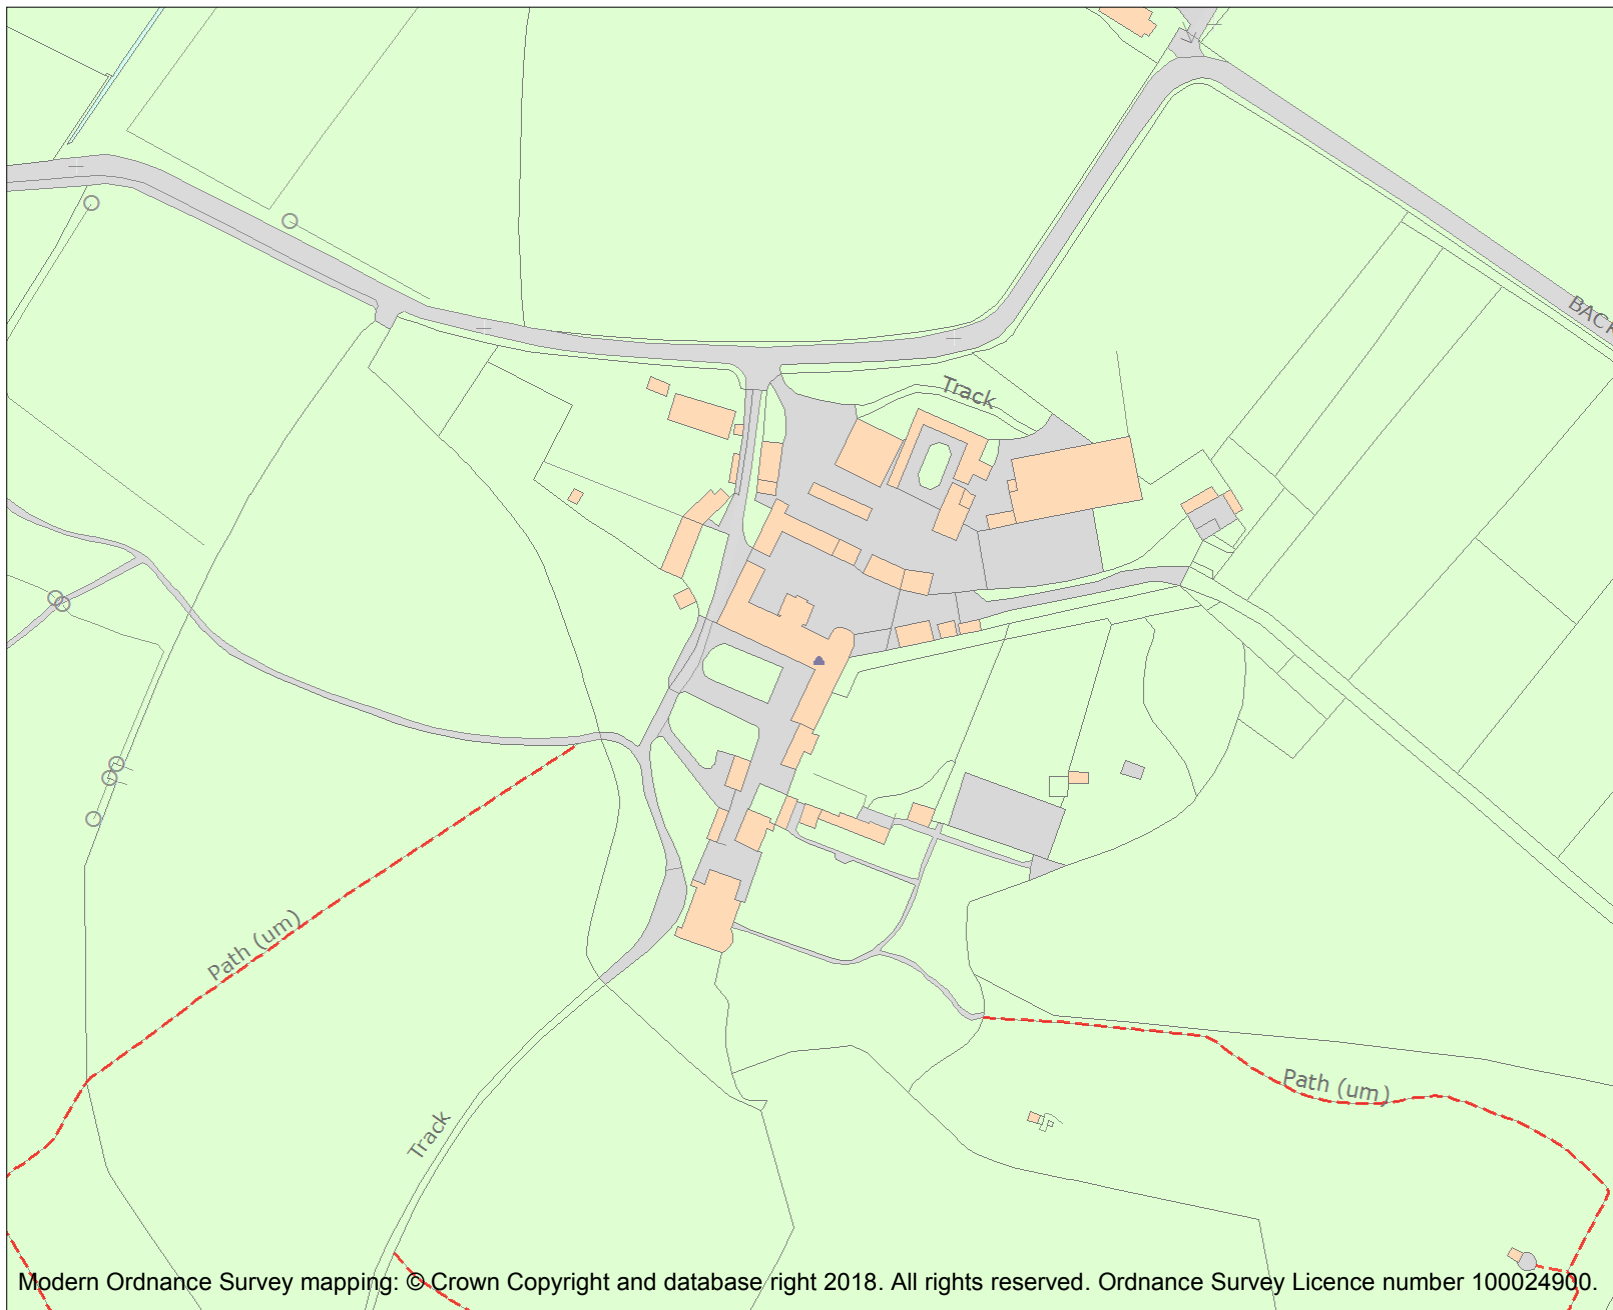 BACK
Track
Path (um)
Path (um)
Track
Modern Ordnance Survey mapping: © Crown Copyright and database right 2018. All rights reserved. Ordnance Survey Licence number 100024900.